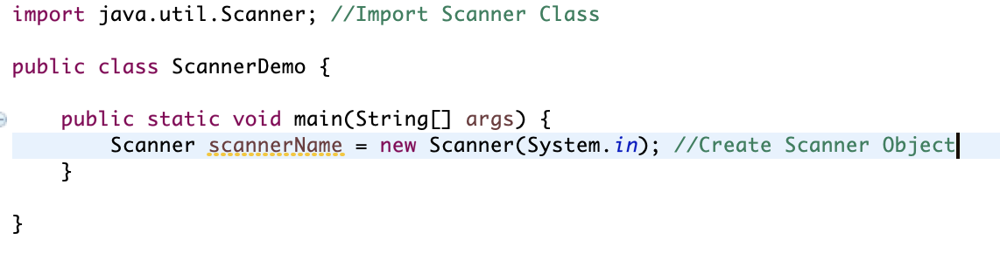 import java.util.Scanner; //Import Scanner Class
public class ScannerDemo {
public static void main(String[] args) {
Scanner scannerName = new Scanner(System.in); //Create Scanner Object
}
}